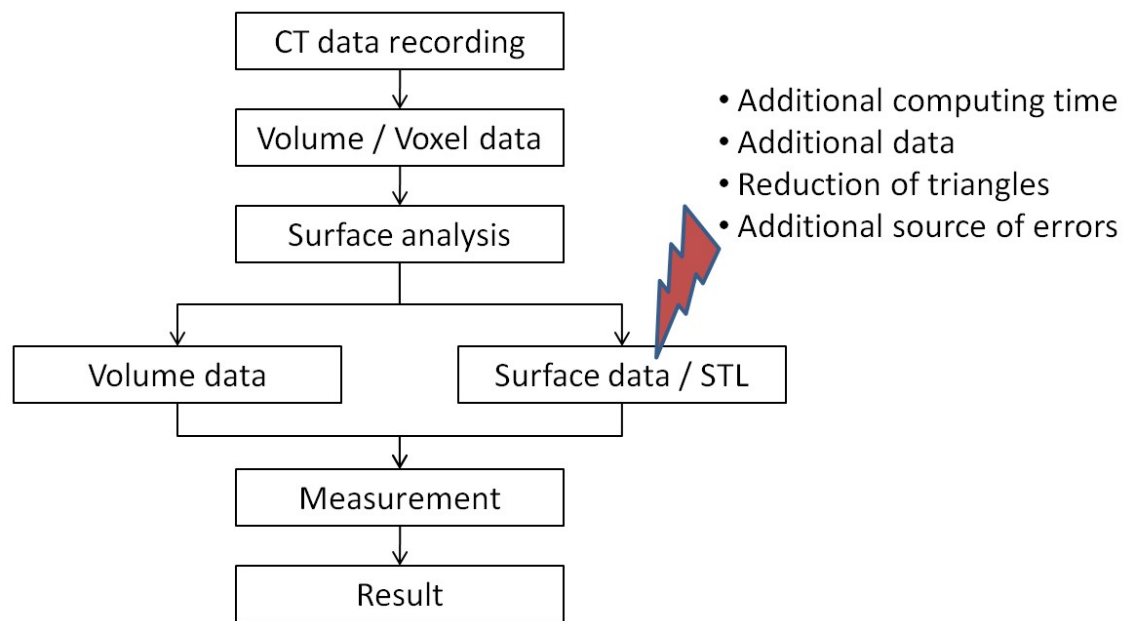 CT data recording
Volume / Voxel data
Surface analysis
• Additional computing time
• Additional data
• Reduction of triangles
• Additional source of errors
Volume data
Surface data / STL
Measurement
Result